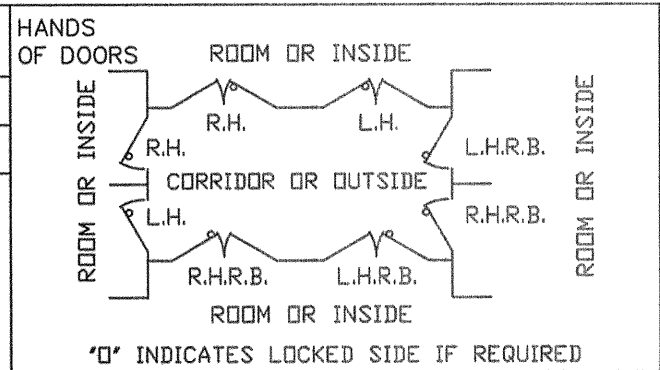 HANDS
OF DOORS
ROOM OR INSIDE
ROOM OR INSIDE
R.H.
L.H.
ROOM OR INSIDE
R.H.
L.H.R.B.
CORRIDOR OR OUTSIDE
L.H.
R.H.R.B.
R.H.R.B.
L.H.R.B.
ROOM OR INSIDE
"O" INDICATES LOCKED SIDE IF REQUIRED